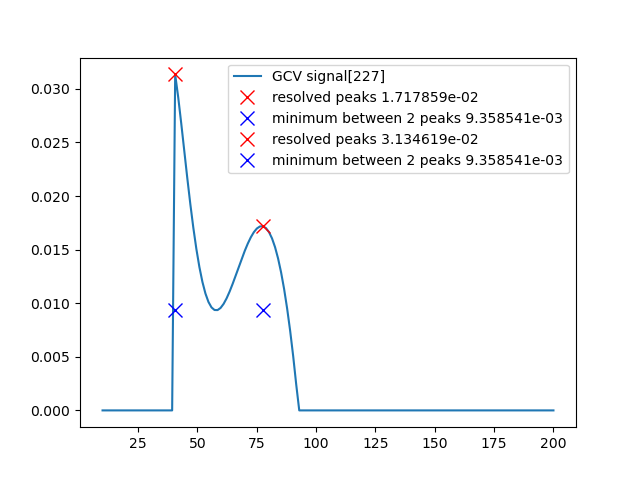 GCV signal[227]
resolved peaks 1.717859e-02
minimum between 2 peaks 9.358541e-03
resolved peaks 3.134619e-02
minimum between 2 peaks 9.358541e-03
0.030
0.025
0.020
0.015
0.010
0.005
0.000
25 50 75 100 125 150 175 200